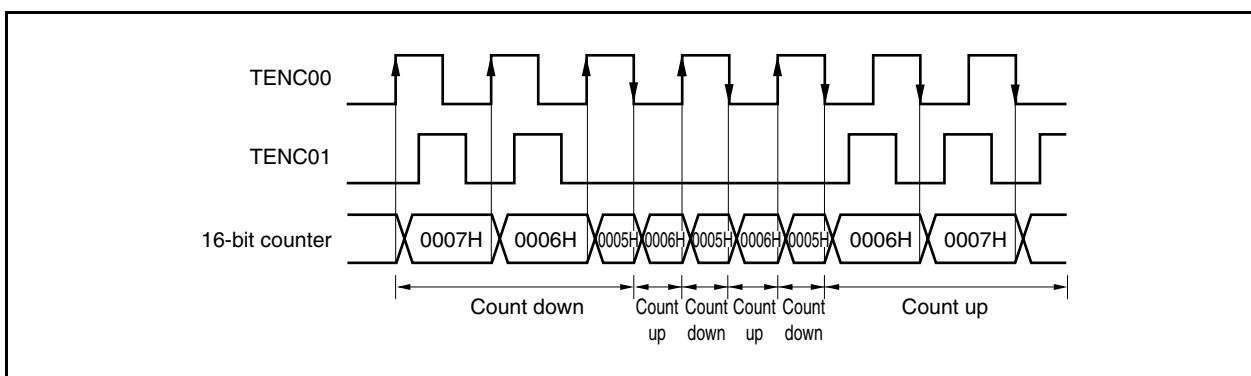 TENC00
TENC01
16-bit counter
0007H 0006H 0005H 0006H 0005H 0006H 0005H 0006H 0007H
Count down Count up Count down Count up Count down Count up